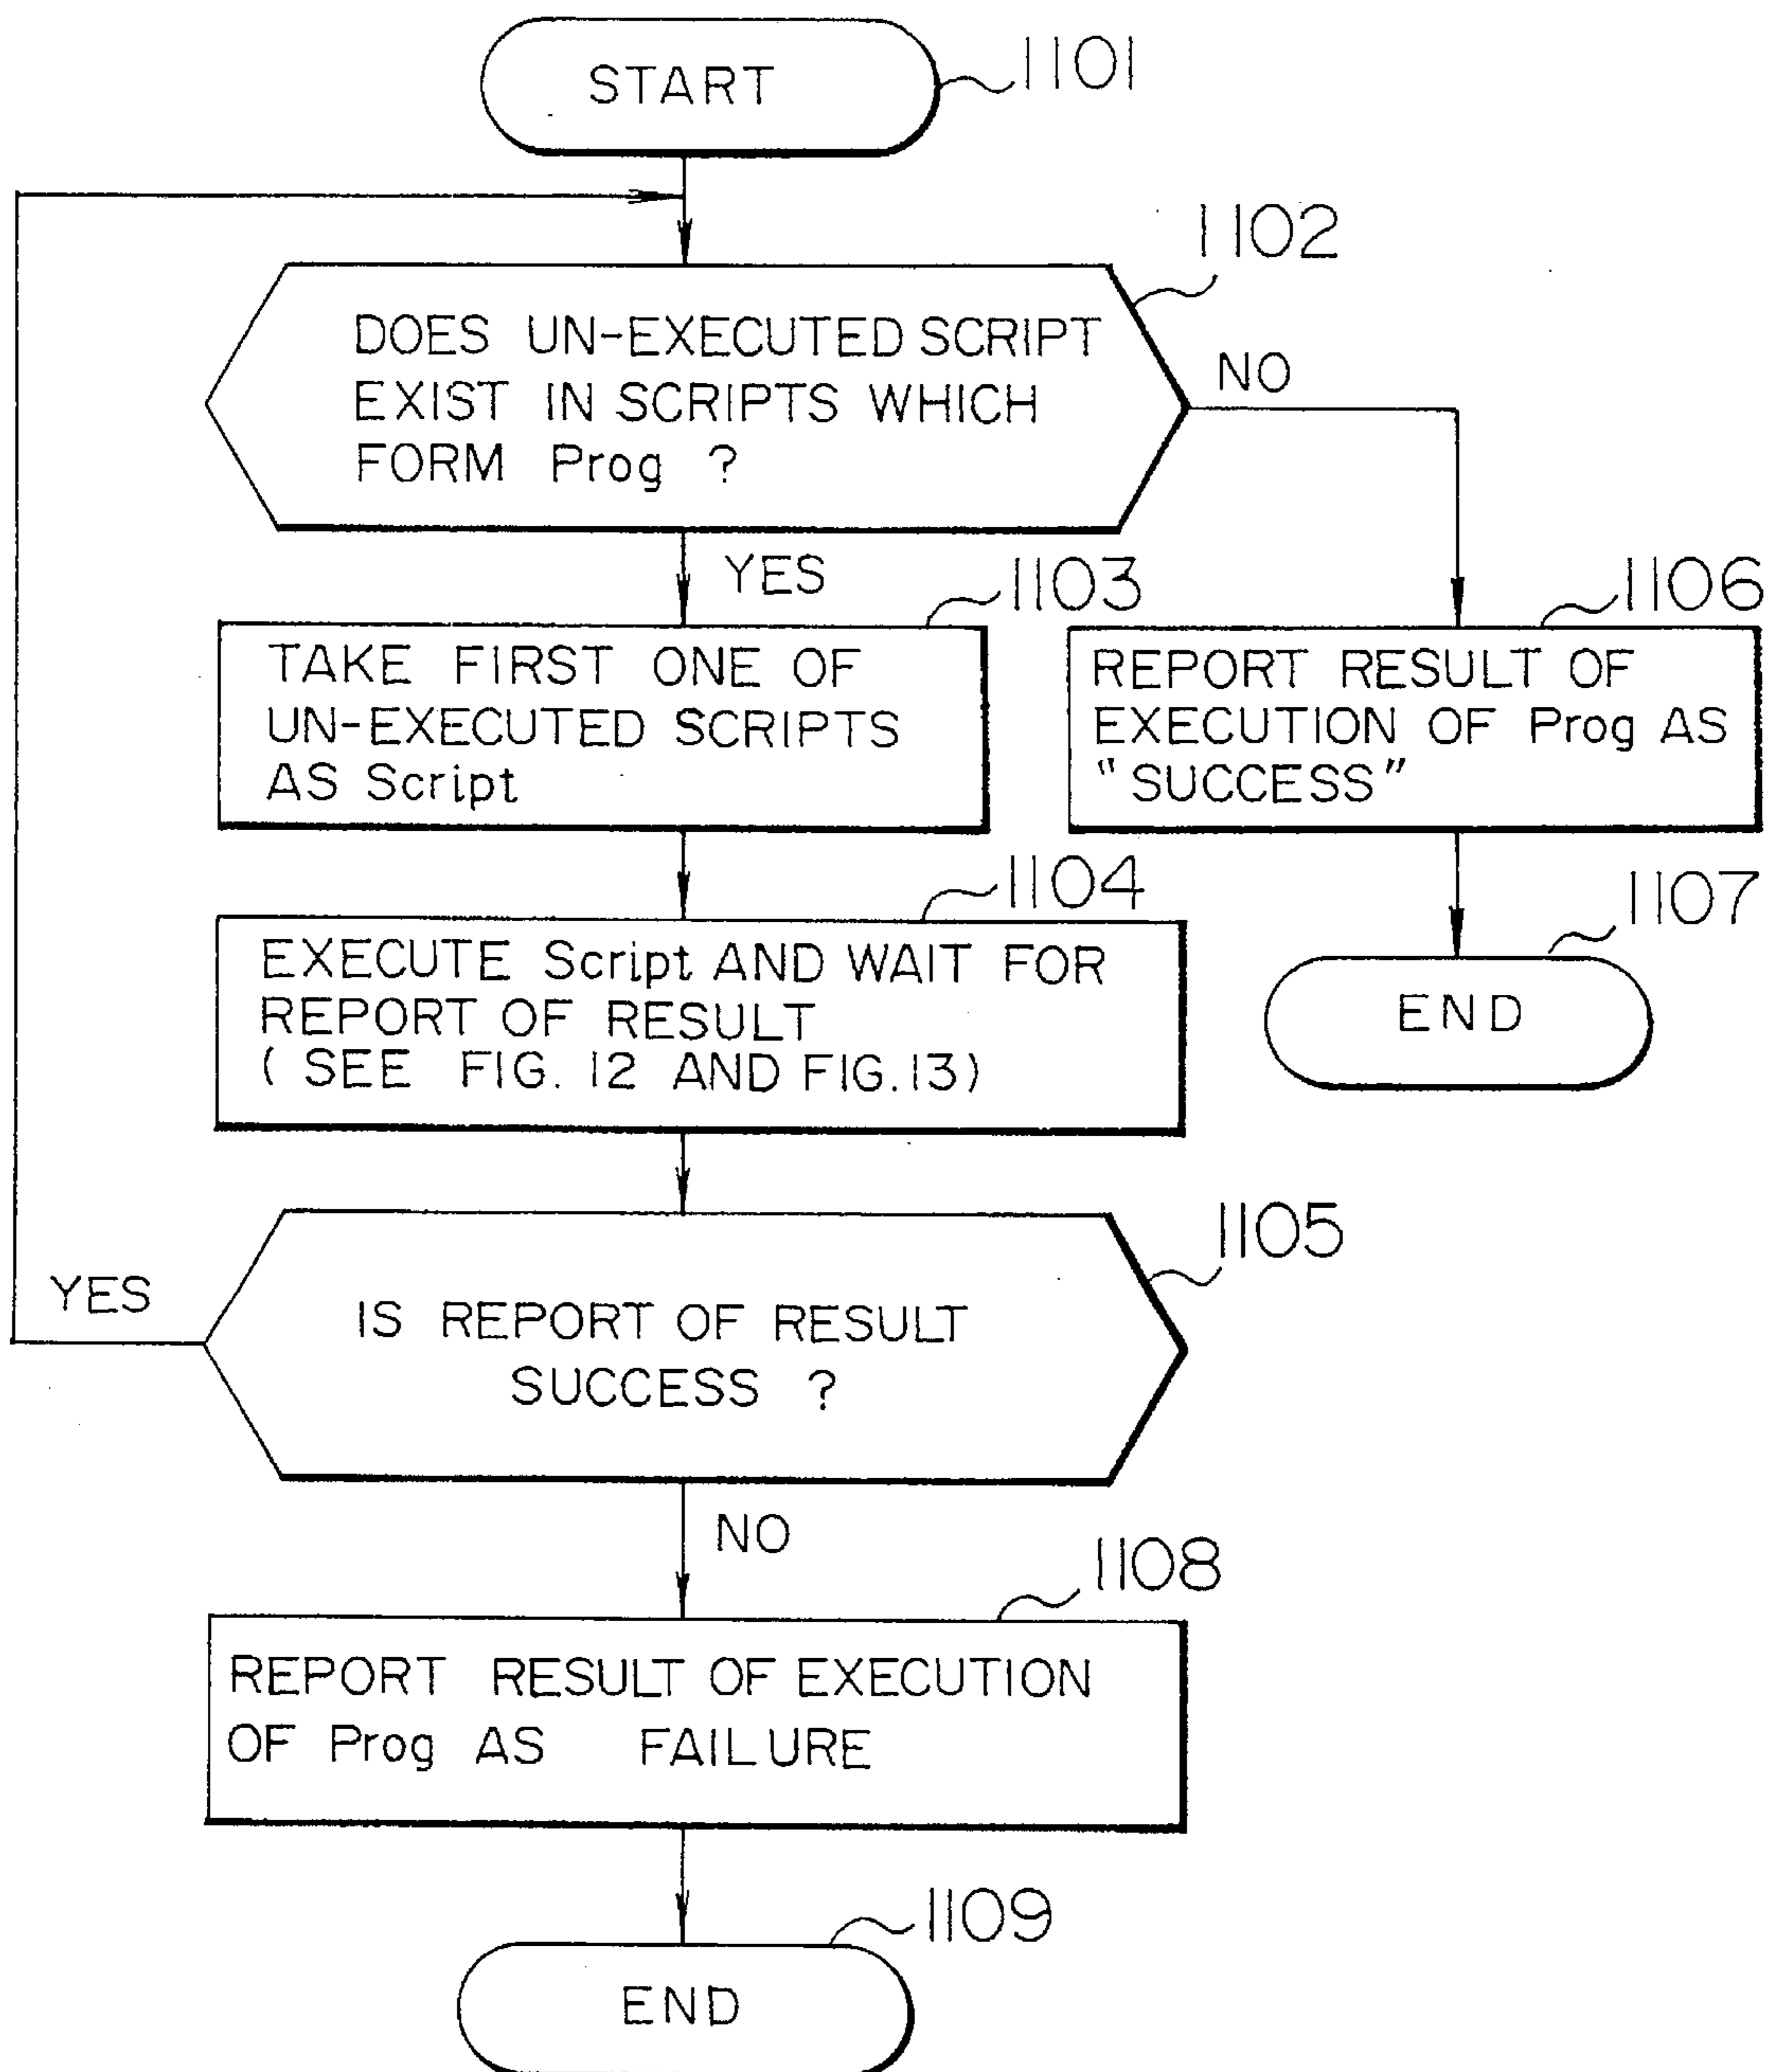 START
1101
1102
DOES UN-EXECUTED SCRIPT
EXIST IN SCRIPTS WHICH
FORM Prog ?
NO
YES
1103
TAKE FIRST ONE OF
UN-EXECUTED SCRIPTS
AS Script
1106
REPORT RESULT OF
EXECUTION OF Prog AS
"SUCCESS"
1104
EXECUTE Script AND WAIT FOR
REPORT OF RESULT
( SEE FIG. 12 AND FIG. 13)
1107
END
1105
YES
IS REPORT OF RESULT
SUCCESS ?
NO
1108
REPORT RESULT OF EXECUTION
OF Prog AS FAILURE
1109
END